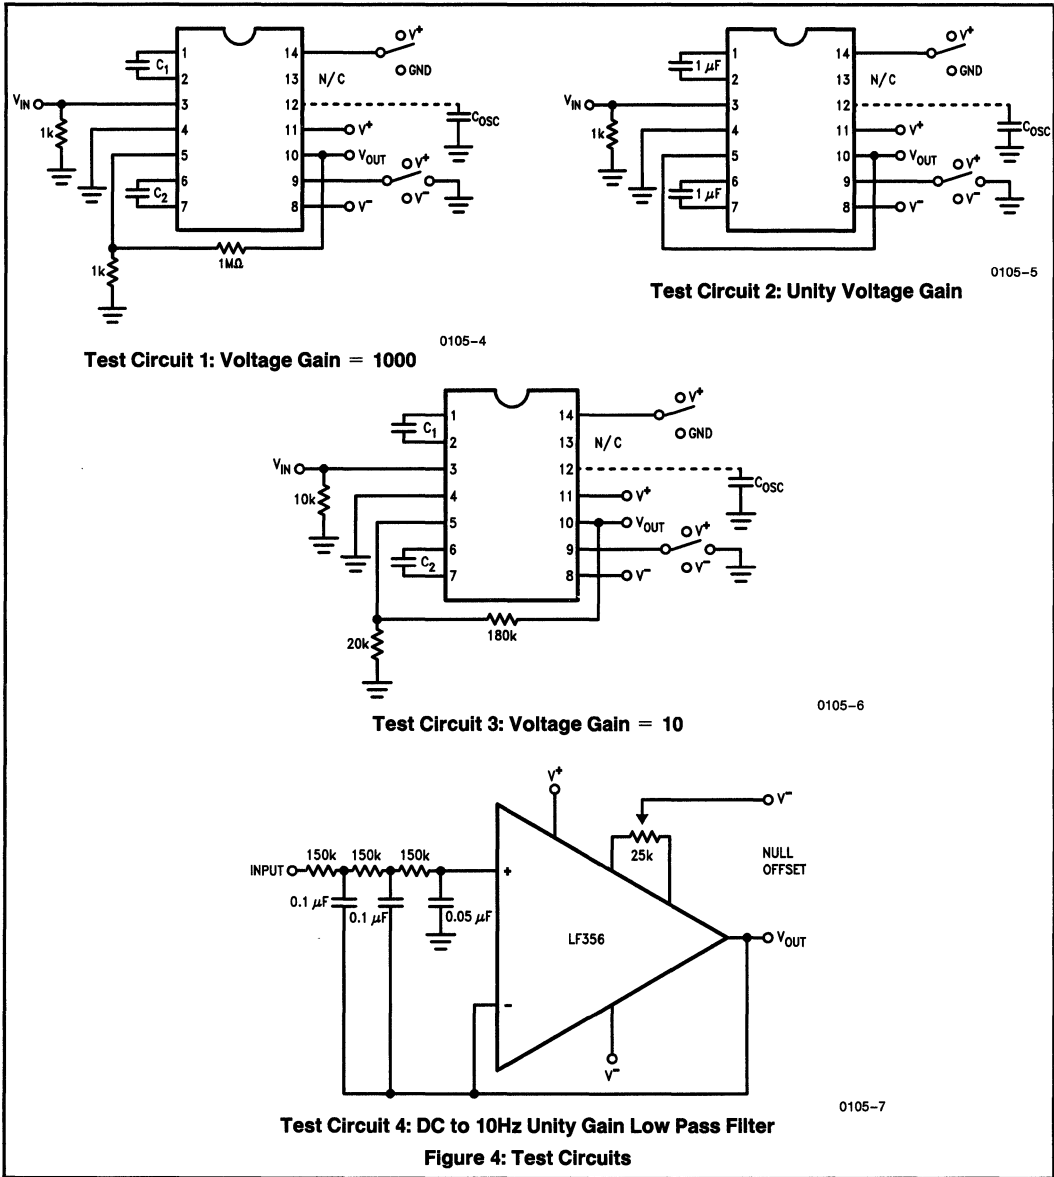 V+
1 14
C1 GND
2 13 N/C
VIN 3 12
COSC
1k 4 11 V+
5 10 VOUT
6 9 V+
C2 V-
7 8 V-
1MΩ
1k
0105-4
Test Circuit 1: Voltage Gain = 1000
V+
1 14
1 µF GND
2 13 N/C
VIN 3 12
COSC
1k 4 11 V+
5 10 VOUT
6 9 V+
1 µF V-
7 8 V-
0105-5
Test Circuit 2: Unity Voltage Gain
V+
1 14
C1 GND
2 13 N/C
VIN 3 12
COSC
10k 4 11 V+
5 10 VOUT
6 9 V+
C2 V-
7 8 V-
180k
20k
0105-6
Test Circuit 3: Voltage Gain = 10
V+
V-
25k
NULL
OFFSET
150k 150k 150k
INPUT +
0.1 µF 0.1 µF 0.05 µF
LF356
VOUT
-
V-
0105-7
Test Circuit 4: DC to 10Hz Unity Gain Low Pass Filter
Figure 4: Test Circuits